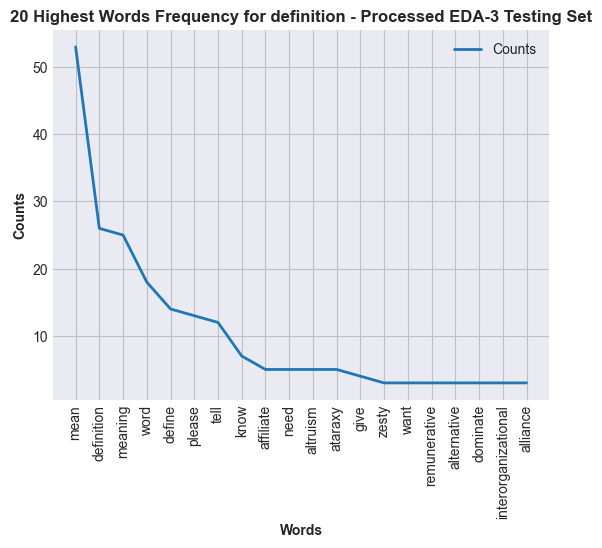 20 Highest Words Frequency for definition - Processed EDA-3 Testing Set
Counts
50
40
30
20
10
Counts
mean
definition
meaning
word
define
please
tell
know
affiliate
need
altruism
ataraxy
give
zesty
want
remunerative
alternative
dominate
interorganizational
alliance
Words